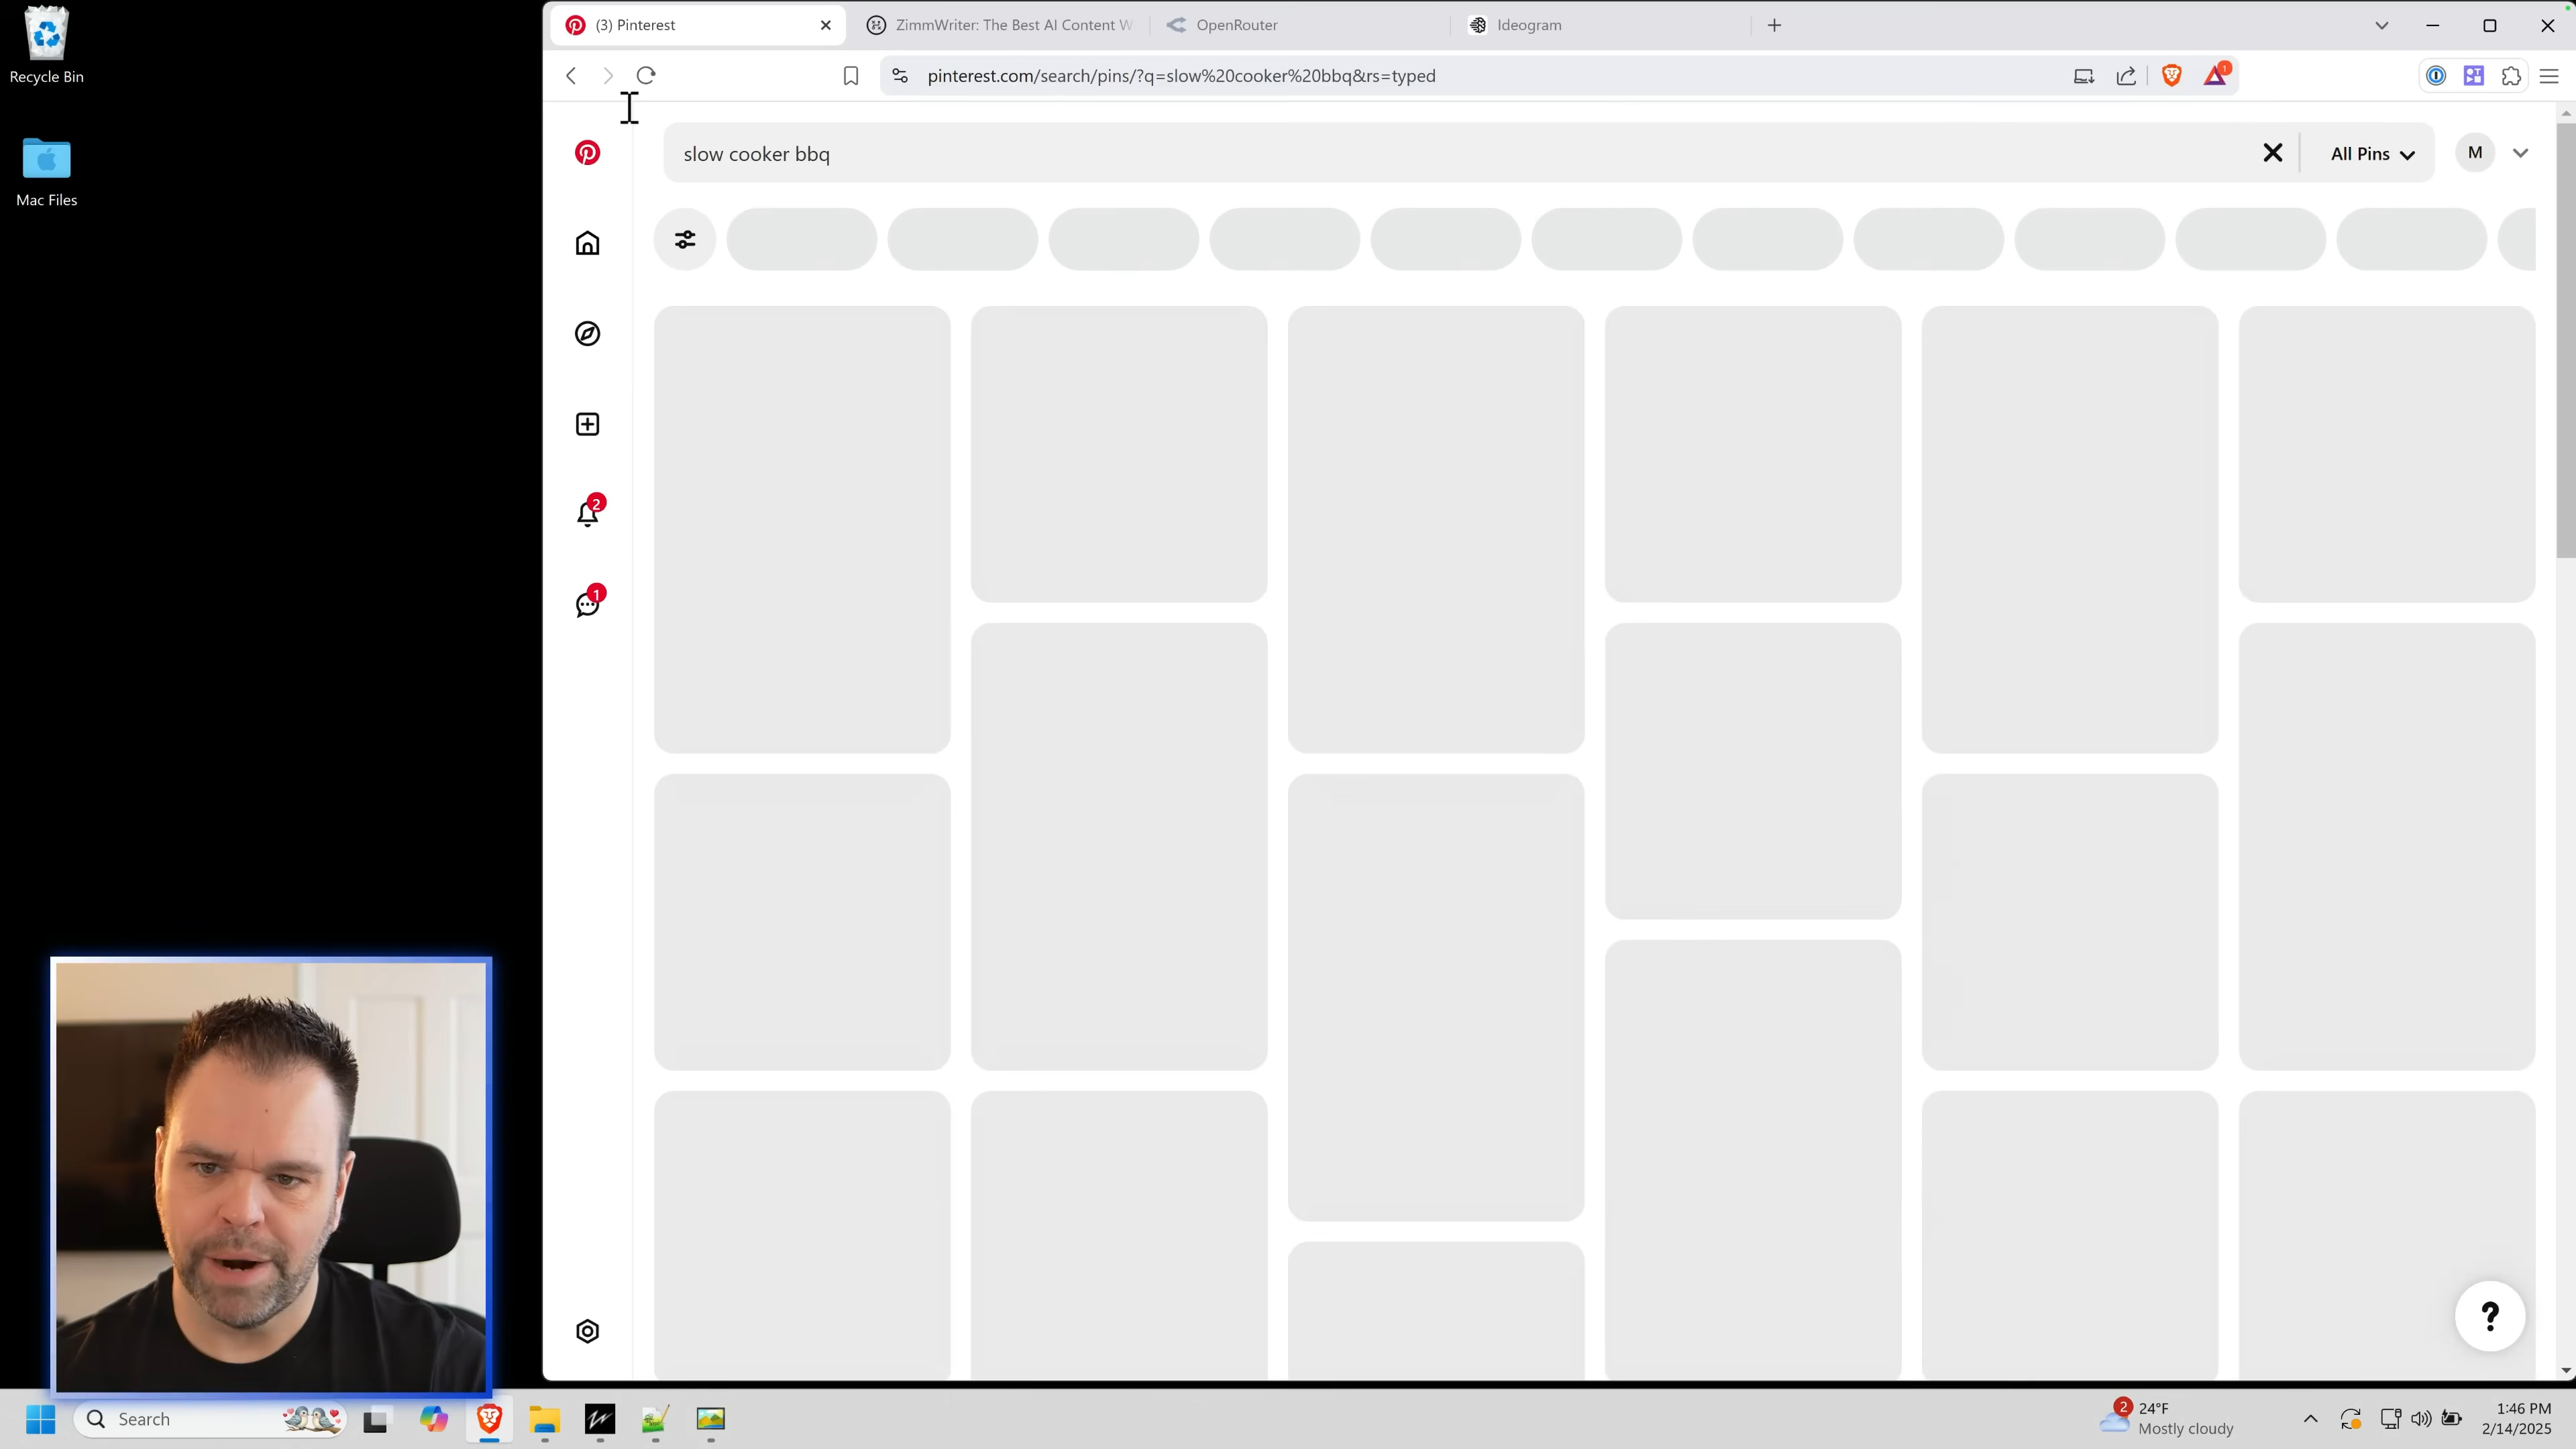 Recycle Bin
Mac Files
(3) Pinterest
ZimmWriter: The Best AI Content W
OpenRouter
Ideogram
pinterest.com/search/pins/?q=slow%20cooker%20bbq&rs=typed
1
slow cooker bbq
All Pins
M
2
1
?
Search
2
24°F
Mostly cloudy
1:46 PM
2/14/2025